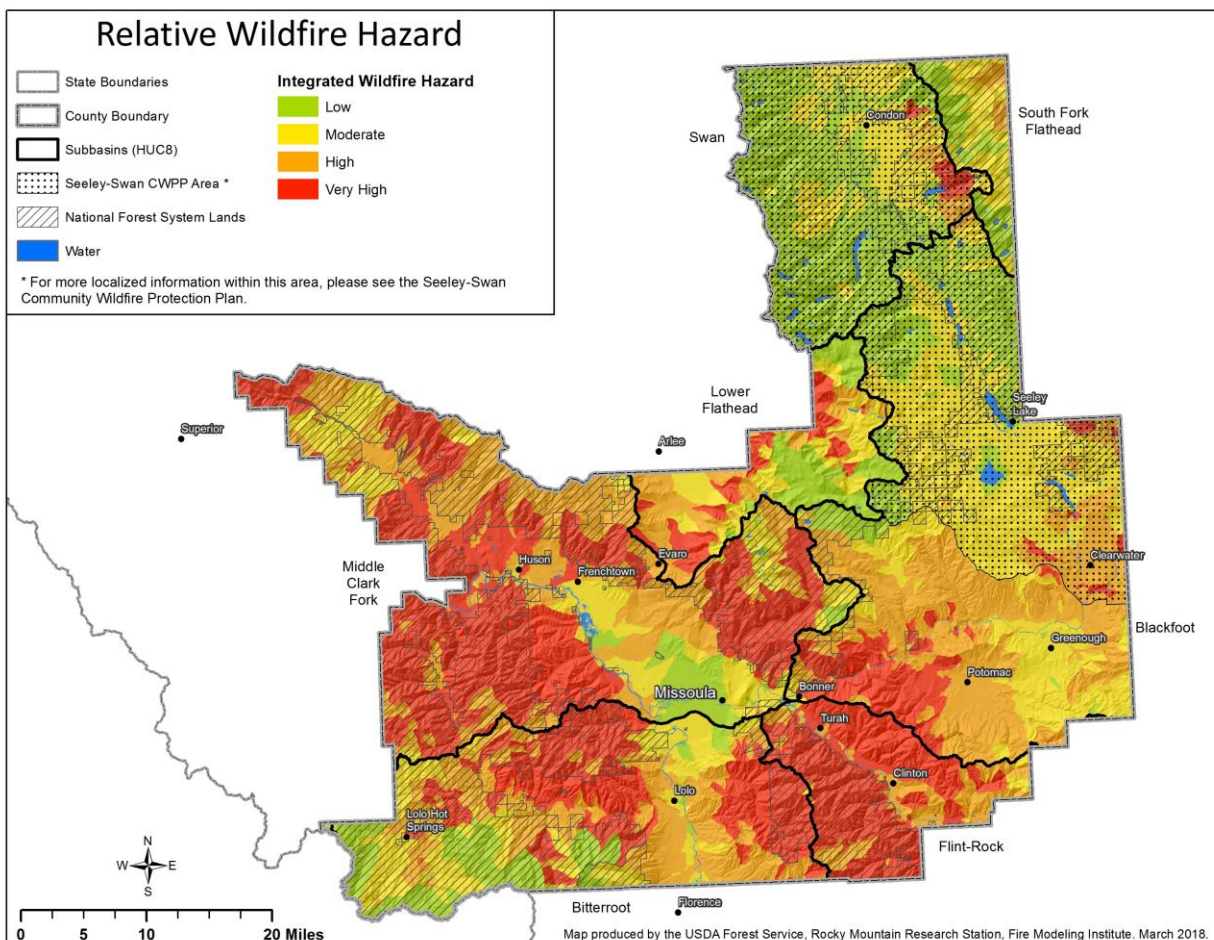 Relative Wildfire Hazard
State Boundaries
County Boundary
Subbasins (HUC8)
Seeley-Swan CWPP Area *
National Forest System Lands
Water
Integrated Wildfire Hazard
Low
Moderate
High
Very High
* For more localized information within this area, please see the Seeley-Swan
Community Wildfire Protection Plan.
Swan
Condon
South Fork
Flathead
Lower
Flathead
Seeley
Lake
Superior
Arlee
Middle
Clark
Fork
Huson
Frenchtown
Evaro
Clearwater
Blackfoot
Greenough
Potomac
Missoula
Bonner
Turah
Clinton
Lolo
Lolo Hot
Springs
Flint-Rock
Bitterroot
Florence
N
W
E
S
0 5 10 20 Miles
Map produced by the USDA Forest Service, Rocky Mountain Research Station, Fire Modeling Institute. March 2018.